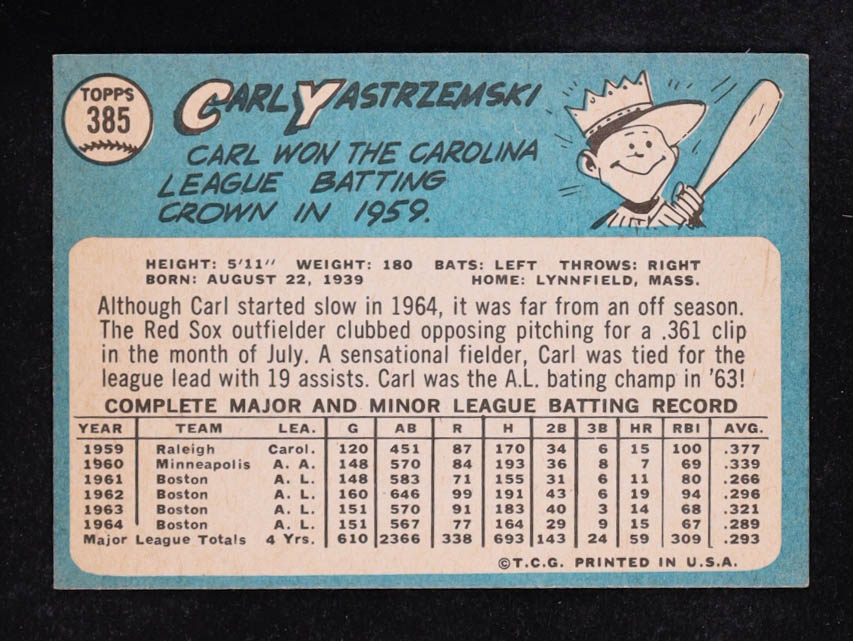 TOPPS
385
CARL YASTRZEMSKI
CARL WON THE CAROLINA
LEAGUE BATTING
CROWN IN 1959.
HEIGHT: 5'11" WEIGHT: 180 BATS: LEFT THROWS: RIGHT
BORN: AUGUST 22, 1939 HOME: LYNNFIELD, MASS.
Although Carl started slow in 1964, it was far from an off season.
The Red Sox outfielder clubbed opposing pitching for a .361 clip
in the month of July. A sensational fielder, Carl was tied for the
league lead with 19 assists. Carl was the A.L. bating champ in '63!
COMPLETE MAJOR AND MINOR LEAGUE BATTING RECORD
YEAR TEAM LEA. G AB R H 2B 3B HR RBI AVG.
1959 Raleigh Carol. 120 451 87 170 34 6 15 100 .377
1960 Minneapolis A. A. 148 570 84 193 36 8 7 69 .339
1961 Boston A. L. 148 583 71 155 31 6 11 80 .266
1962 Boston A. L. 160 646 99 191 43 6 19 94 .296
1963 Boston A. L. 151 570 91 183 40 3 14 68 .321
1964 Boston A. L. 151 567 77 164 29 9 15 67 .289
Major League Totals 4 Yrs. 610 2366 338 693 143 24 59 309 .293
©T.C.G. PRINTED IN U.S.A.